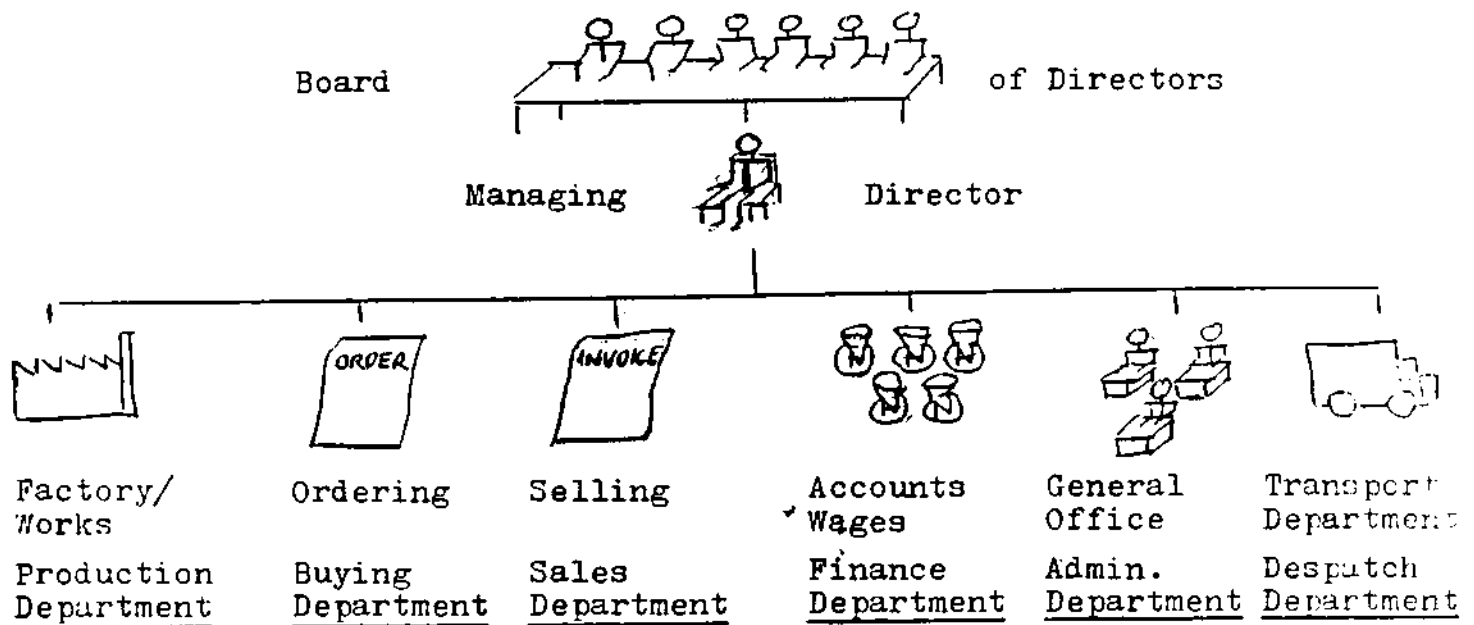 Board of Directors
Managing Director
ORDER
INVOICE
N N N
N N
Factory/ Ordering Selling Accounts General Transport
Works Wages Office Department
Production Buying Sales Finance Admin. Despatch
Department Department Department Department Department Department